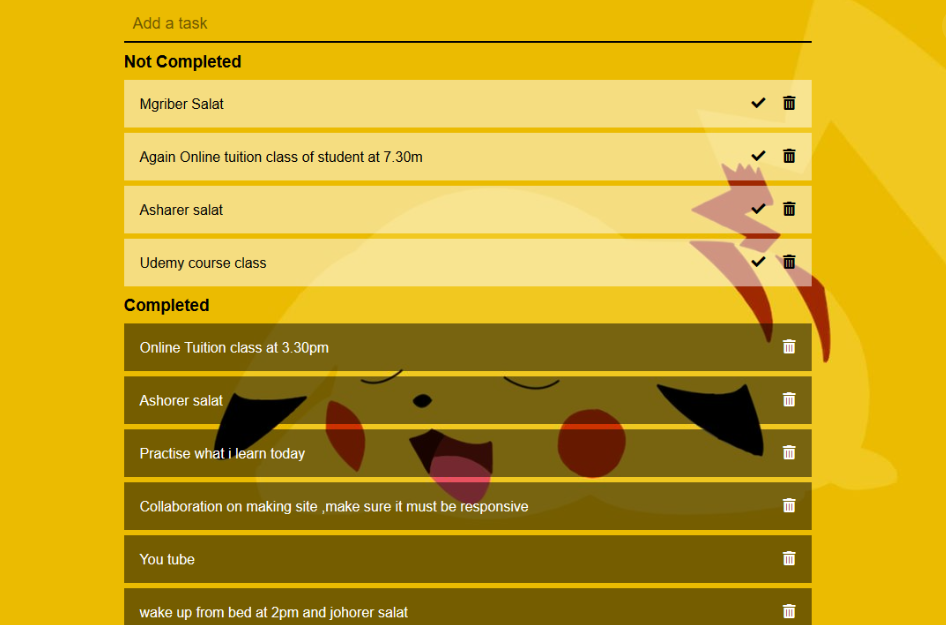 Add a task
Not Completed
Mgriber Salat
Again Online tuition class of student at 7.30m
Asharer salat
Udemy course class
Completed
Online Tuition class at 3.30pm
Ashorer salat
Practise what i learn today
Collaboration on making site ,make sure it must be responsive
You tube
wake up from bed at 2pm and johorer salat